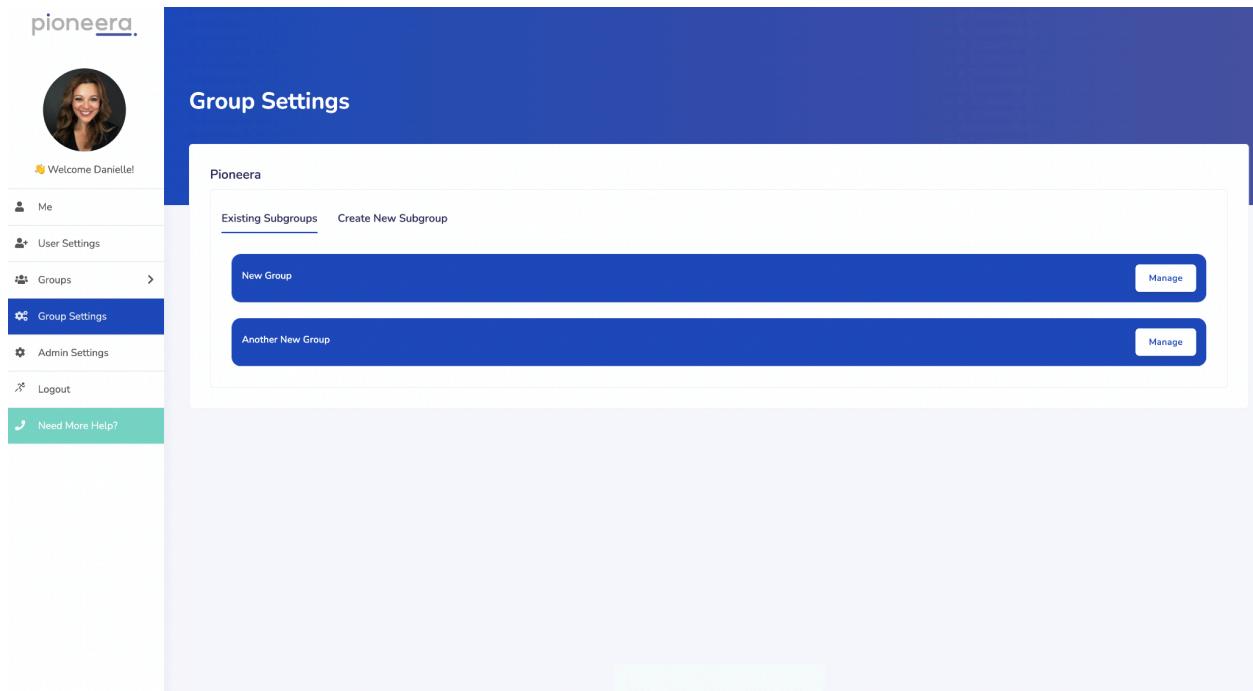 pioneera.
👋 Welcome Danielle!
Me
User Settings
Groups
Group Settings
Admin Settings
Logout
Need More Help?
Group Settings
Pioneera
Existing Subgroups Create New Subgroup
New Group Manage
Another New Group Manage